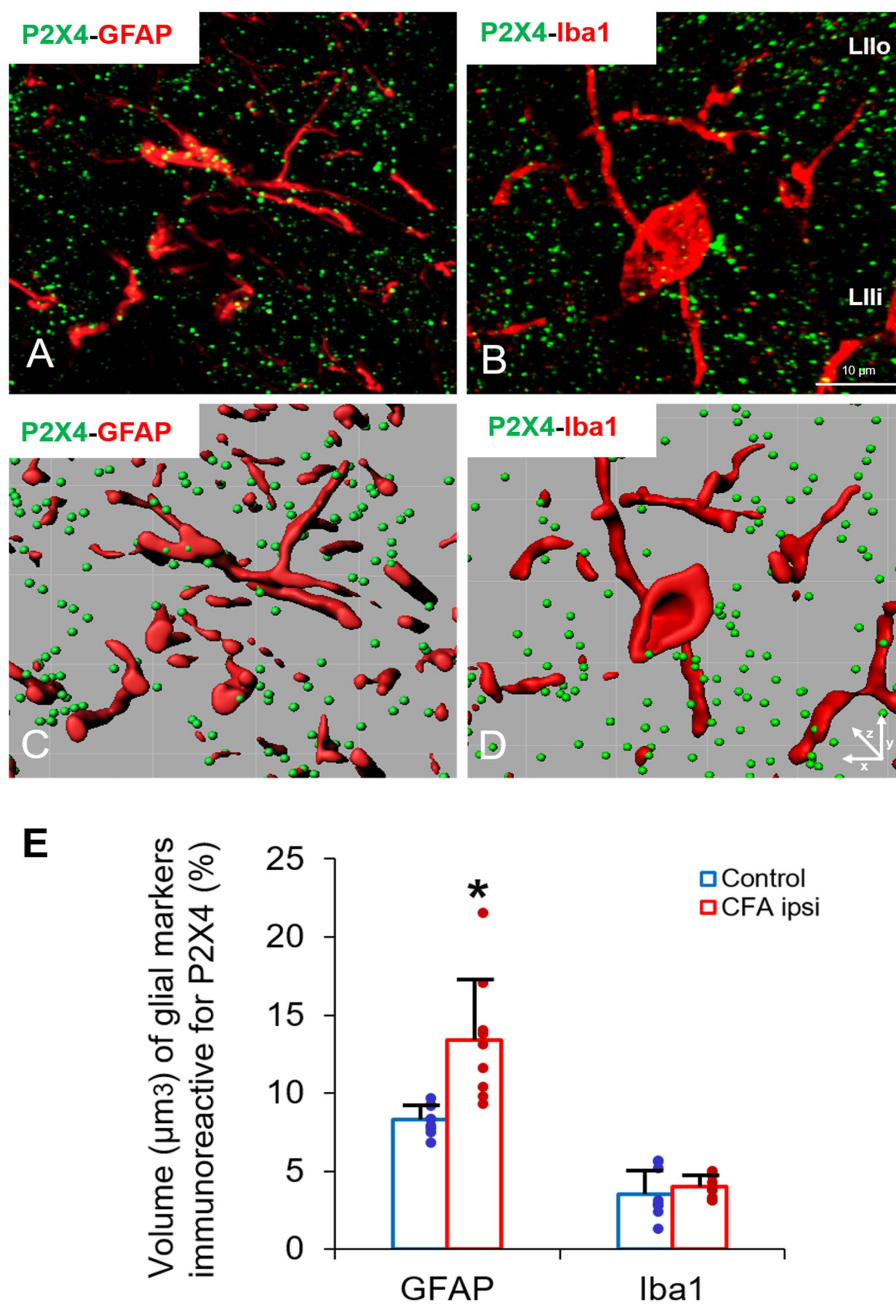 P2X4-GFAP
P2X4-Iba1
LIIo
LIIi
A
B
10 µm
P2X4-GFAP
P2X4-Iba1
C
D
z
y
x
E
Volume (µm3) of glial markers
immunoreactive for P2X4 (%)
25
20
15
10
5
0
*
Control
CFA ipsi
GFAP
Iba1